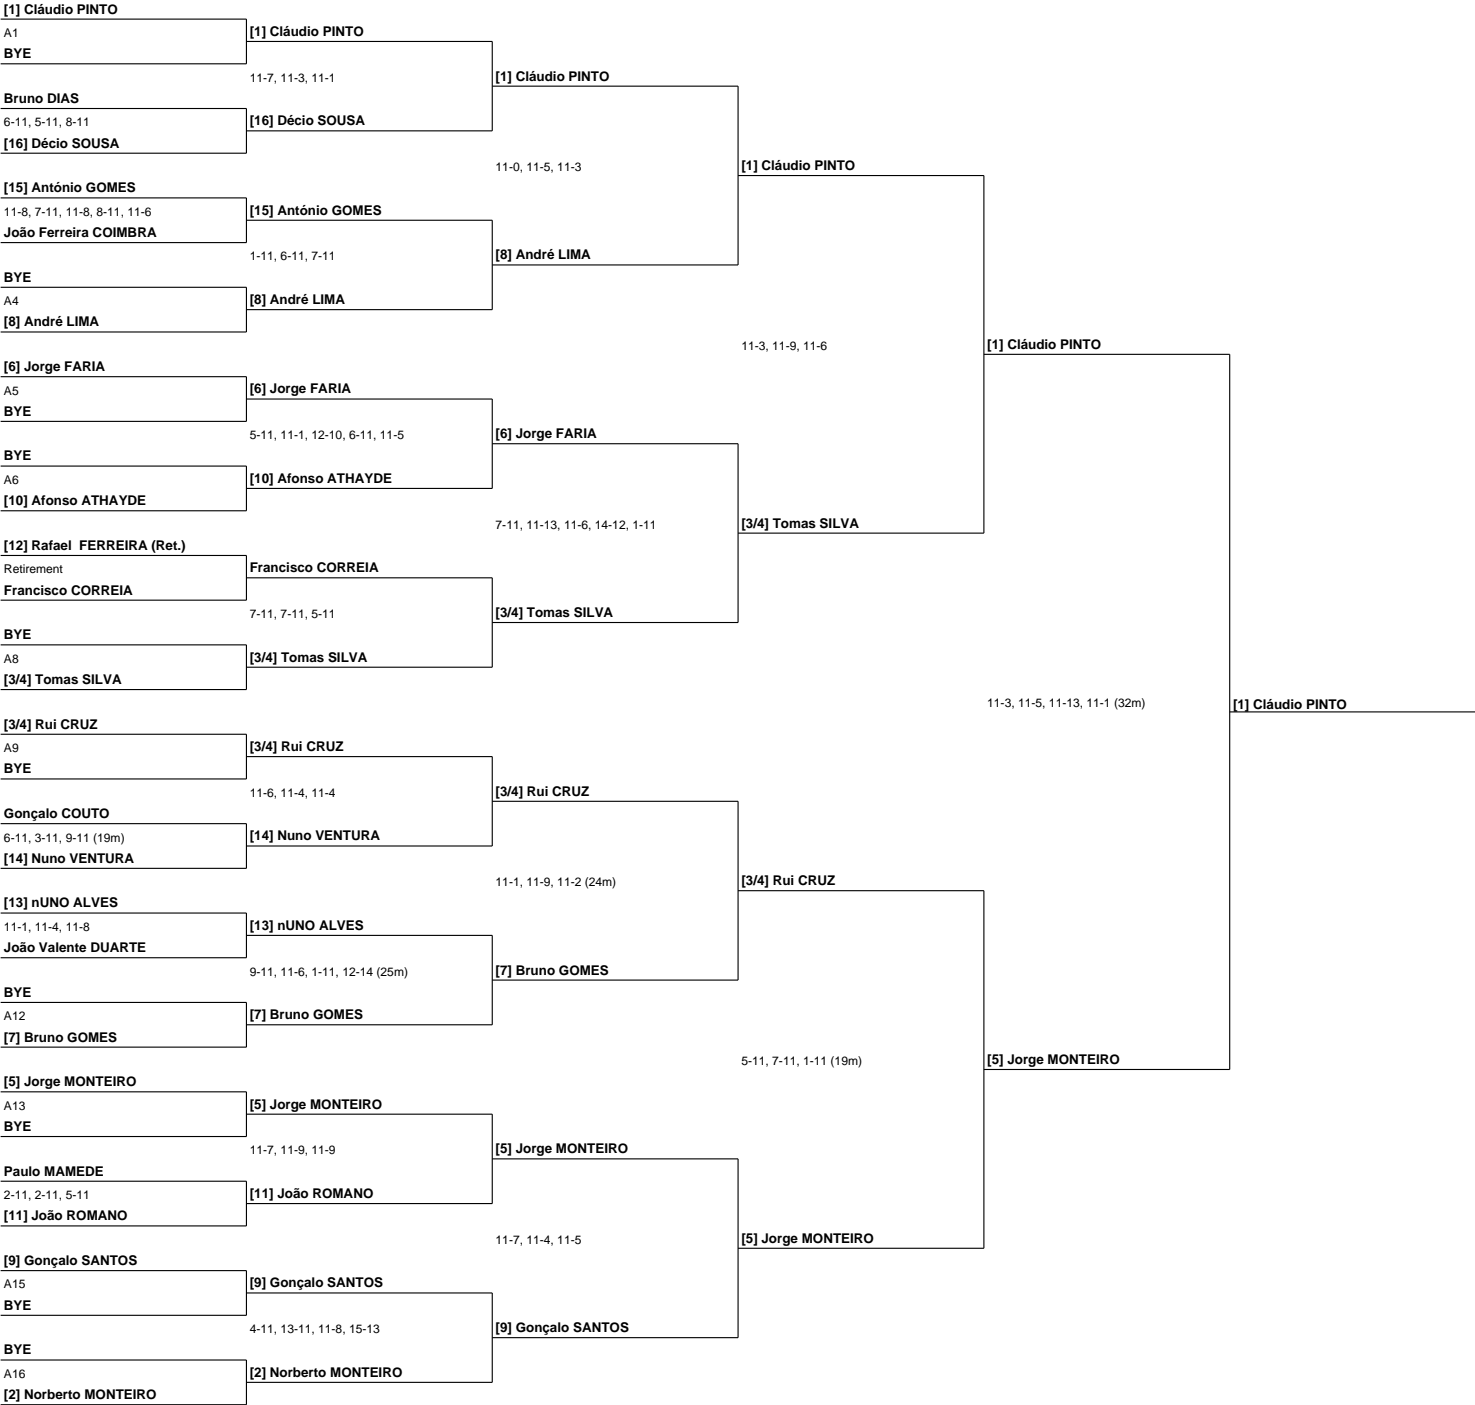 [1] Cláudio PINTO
A1
BYE
Bruno DIAS
6-11, 5-11, 8-11
[16] Décio SOUSA
[15] António GOMES
11-8, 7-11, 11-8, 8-11, 11-6
João Ferreira COIMBRA
BYE
A4
[8] André LIMA
[6] Jorge FARIA
A5
BYE
BYE
A6
[10] Afonso ATHAYDE
[12] Rafael  FERREIRA (Ret.)
Retirement
Francisco CORREIA
BYE
A8
[3/4] Tomas SILVA
[3/4] Rui CRUZ
A9
BYE
Gonçalo COUTO
6-11, 3-11, 9-11 (19m)
[14] Nuno VENTURA
[13] nUNO ALVES
11-1, 11-4, 11-8
João Valente DUARTE
BYE
A12
[7] Bruno GOMES
[5] Jorge MONTEIRO
A13
BYE
Paulo MAMEDE
2-11, 2-11, 5-11
[11] João ROMANO
[9] Gonçalo SANTOS
A15
BYE
BYE
A16
[2] Norberto MONTEIRO
[1] Cláudio PINTO
11-7, 11-3, 11-1
[16] Décio SOUSA
[15] António GOMES
1-11, 6-11, 7-11
[8] André LIMA
[6] Jorge FARIA
5-11, 11-1, 12-10, 6-11, 11-5
[10] Afonso ATHAYDE
Francisco CORREIA
7-11, 7-11, 5-11
[3/4] Tomas SILVA
[3/4] Rui CRUZ
11-6, 11-4, 11-4
[14] Nuno VENTURA
[13] nUNO ALVES
9-11, 11-6, 1-11, 12-14 (25m)
[7] Bruno GOMES
[5] Jorge MONTEIRO
11-7, 11-9, 11-9
[11] João ROMANO
[9] Gonçalo SANTOS
4-11, 13-11, 11-8, 15-13
[2] Norberto MONTEIRO
[1] Cláudio PINTO
11-0, 11-5, 11-3
[8] André LIMA
[6] Jorge FARIA
7-11, 11-13, 11-6, 14-12, 1-11
[3/4] Tomas SILVA
[3/4] Rui CRUZ
11-1, 11-9, 11-2 (24m)
[7] Bruno GOMES
[5] Jorge MONTEIRO
11-7, 11-4, 11-5
[9] Gonçalo SANTOS
[1] Cláudio PINTO
11-3, 11-9, 11-6
[3/4] Tomas SILVA
[3/4] Rui CRUZ
5-11, 7-11, 1-11 (19m)
[5] Jorge MONTEIRO
[1] Cláudio PINTO
11-3, 11-5, 11-13, 11-1 (32m)
[5] Jorge MONTEIRO
[1] Cláudio PINTO